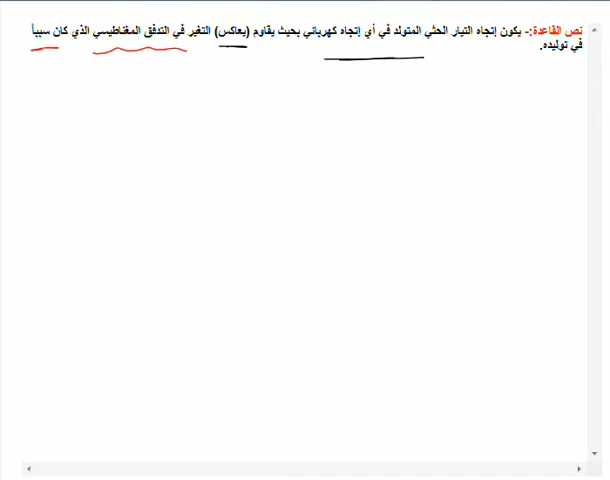 نص القاعدة:- يكون إتجاه التيار الحثي المتولد في أي إتجاه كهربائي بحيث يقاوم (يعاكس) التغير في التدفق المغناطيسي الذي كان سبباً
في توليده.